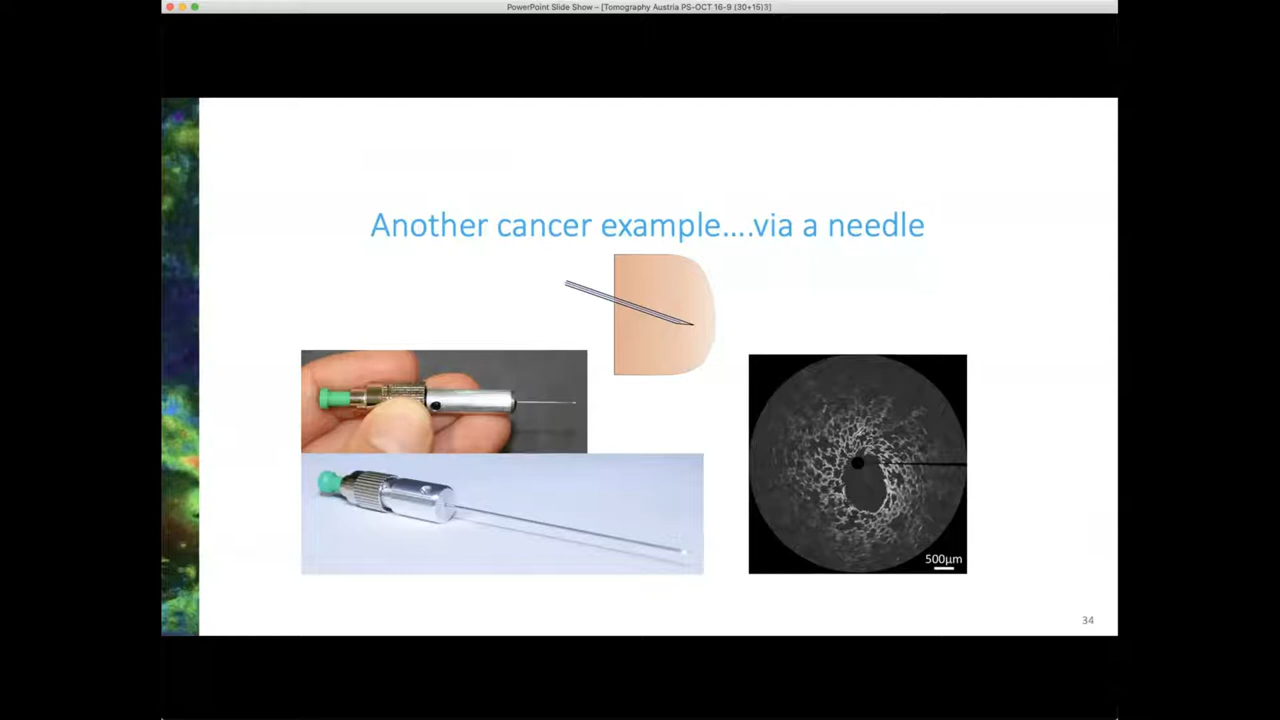 PowerPoint Slide Show – [Tomography Austria PS-OCT 16-9 (30+15)3]
Another cancer example....via a needle
500µm
34